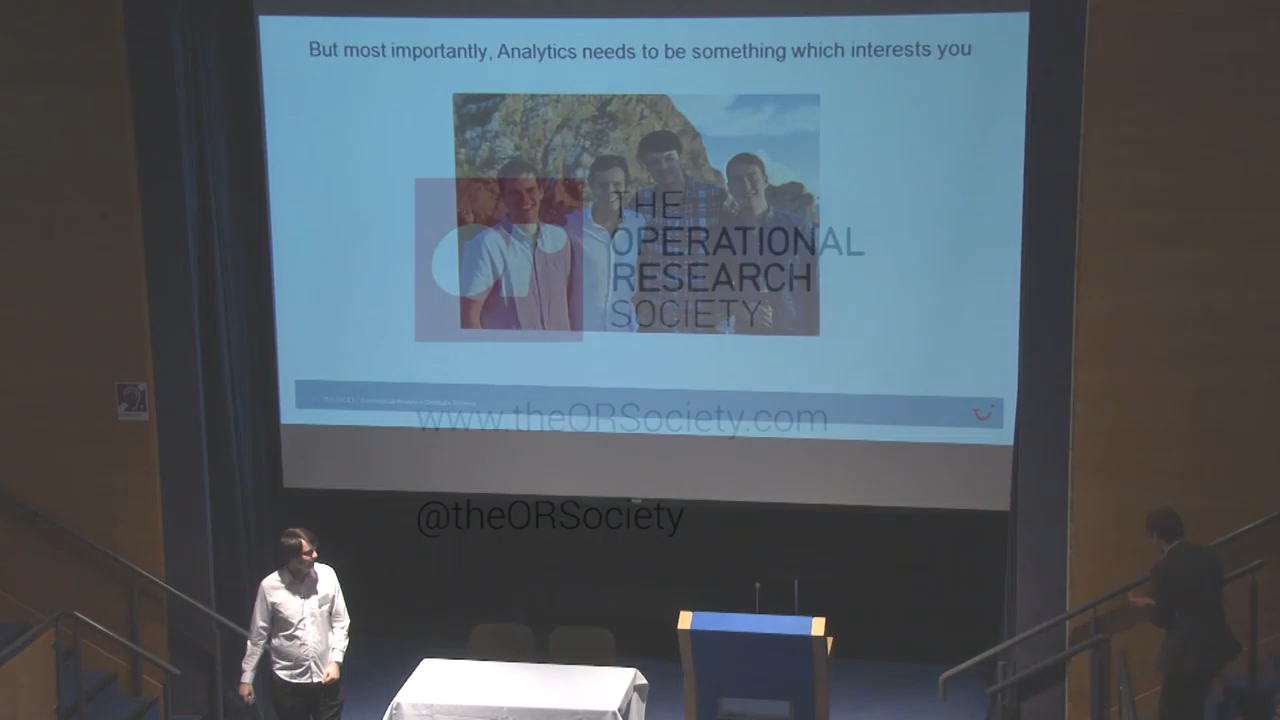 But most importantly, Analytics needs to be something which interests you
THE
OPERATIONAL
RESEARCH
SOCIETY
www.theORSociety.com
@theORSociety